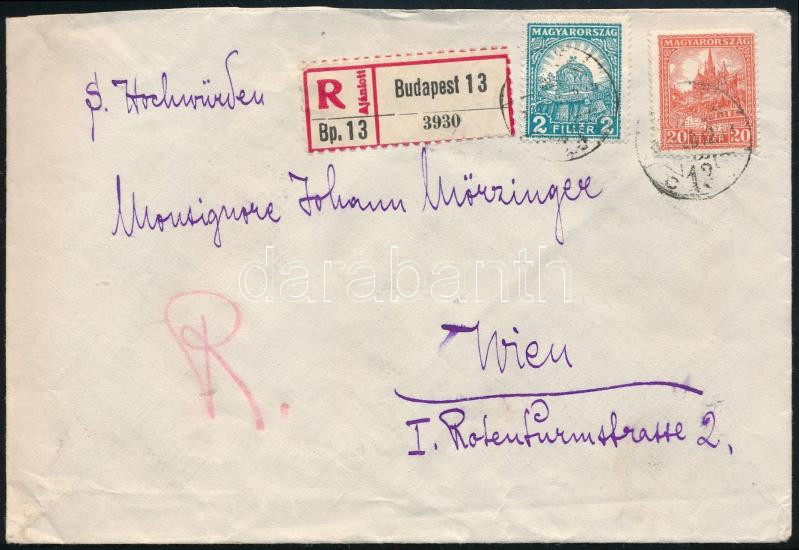 S. Hochwürden
R
Ajánlott
Bp. 13
Budapest 13
3930
MAGYARORSZÁG
2 FILLÉR 2
MAGYARORSZÁG
20 20
13
Monsignore Johann Mörzinger
darabanth
R.
Wien
I. Rotenturmstrasse 2.